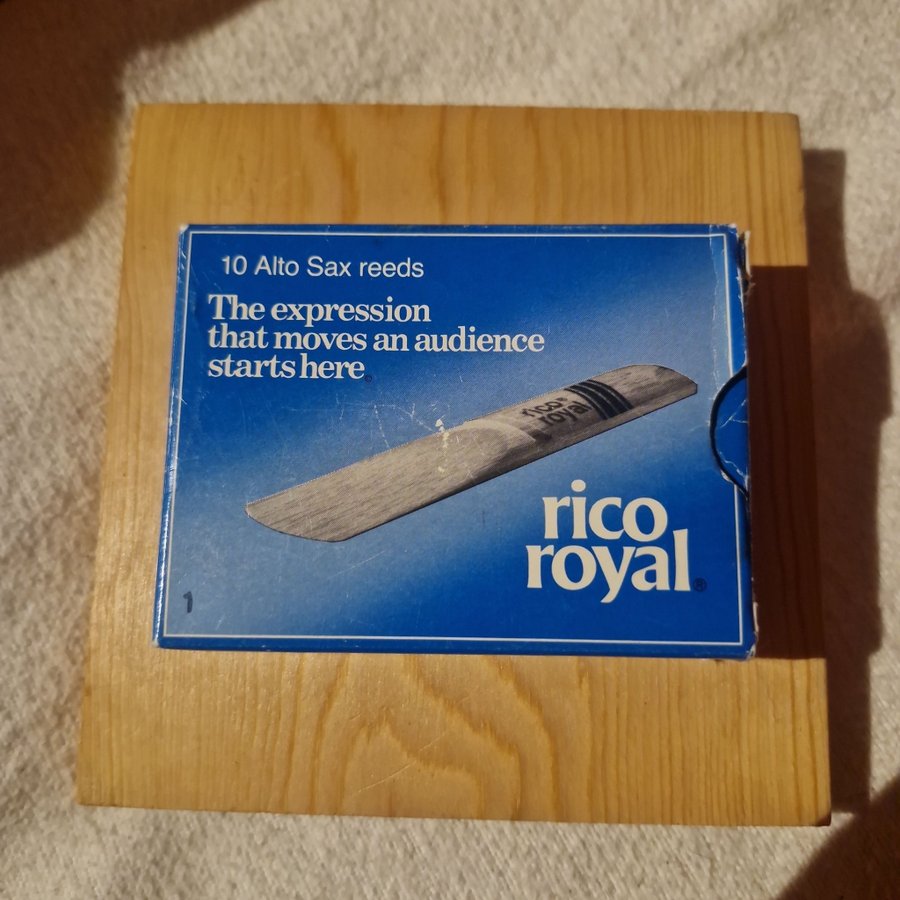 10 Alto Sax reeds
The expression
that moves an audience
starts here®
rico®
royal
rico
royal®
1